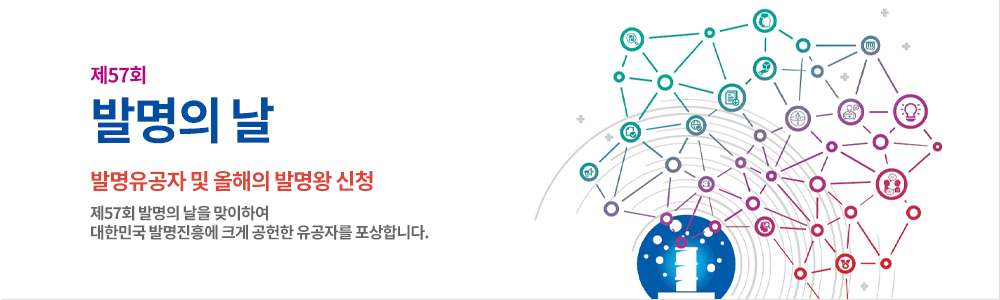 제57회
발명의 날
발명유공자 및 올해의 발명왕 신청
제57회 발명의 날을 맞이하여
대한민국 발명진흥에 크게 공헌한 유공자를 포상합니다.